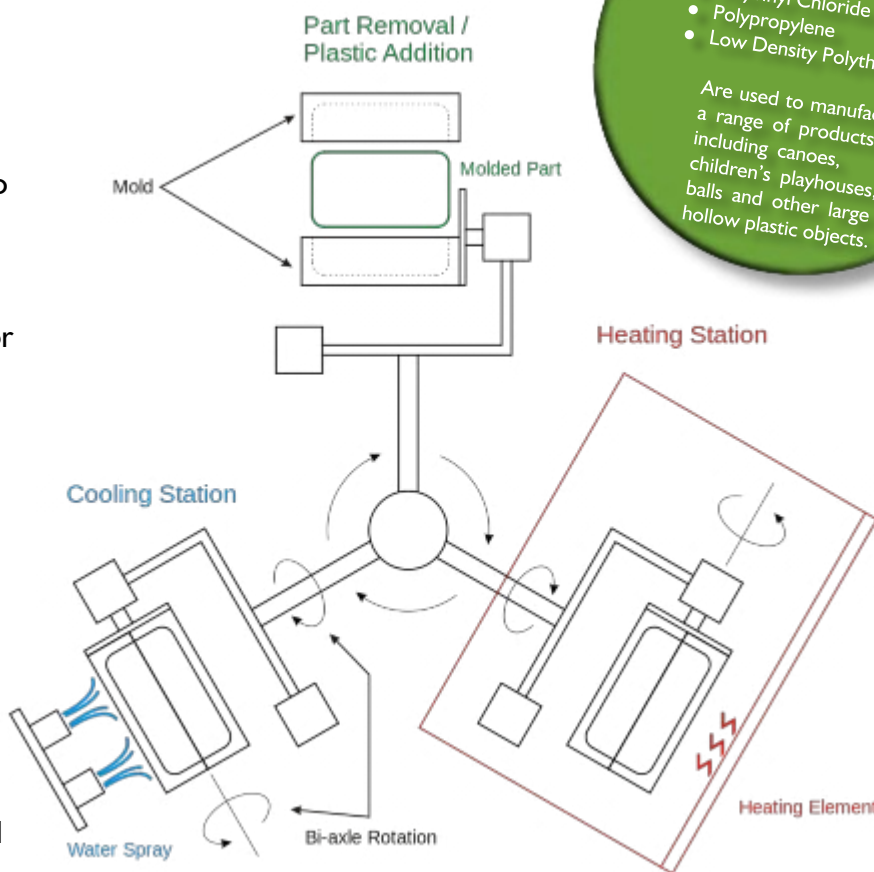 Part Removal /
Plastic Addition
Chloride
• Polypropylene
• Low Density
Are used to
a range of products
including canoes,
children's playhouses,
balls and other large
hollow plastic objects.
Mold
Molded Part
Heating Station
Cooling Station
Heating Element
Bi-axle Rotation
Water Spray